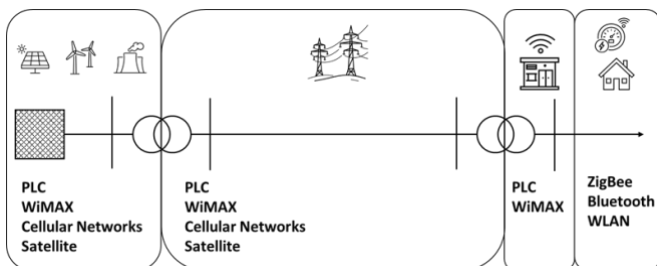 PLC
WiMAX
Cellular Networks
Satellite
PLC
WiMAX
Cellular Networks
Satellite
PLC
WiMAX
ZigBee
Bluetooth
WLAN